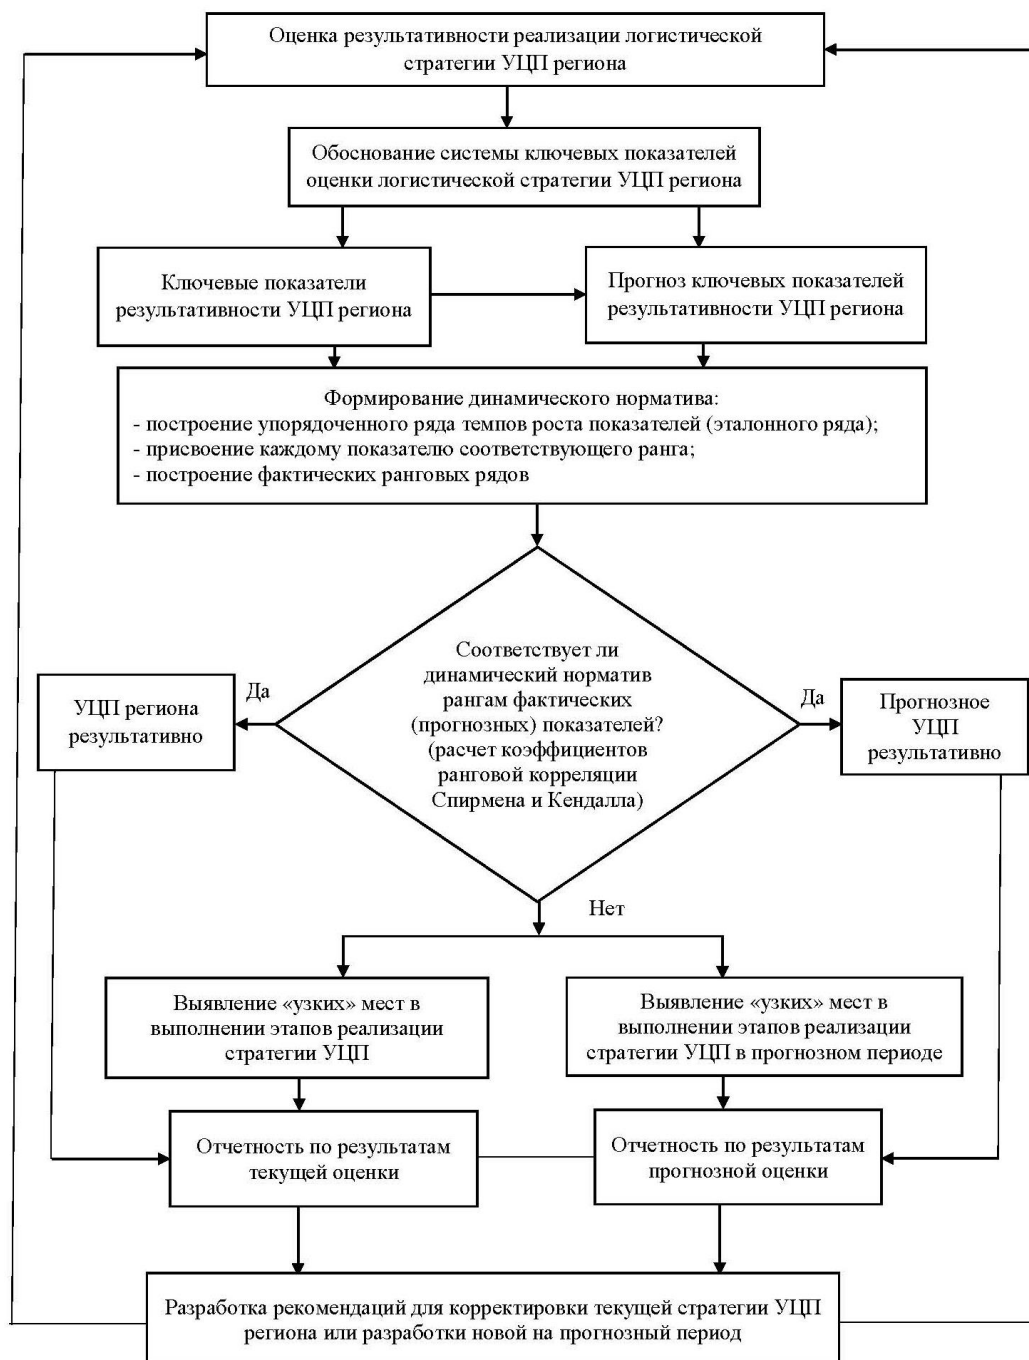 Оценка результативности реализации логистической
стратегии УЦП региона
Обоснование системы ключевых показателей
оценки логистической стратегии УЦП региона
Ключевые показатели
результативности УЦП региона
Прогноз ключевых показателей
результативности УЦП региона
Формирование динамического норматива:
- построение упорядоченного ряда темпов роста показателей (эталонного ряда);
- присвоение каждому показателю соответствующего ранга;
- построение фактических ранговых рядов
Соответствует ли
динамический норматив
рангам фактических
(прогнозных) показателей?
(расчет коэффициентов
ранговой корреляции
Спирмена и Кендалла)
Да
УЦП региона
результативно
Да
Прогнозное
УЦП
результативно
Нет
Выявление «узких» мест в
выполнении этапов реализации
стратегии УЦП
Выявление «узких» мест в
выполнении этапов реализации
стратегии УЦП в прогнозном периоде
Отчетность по результатам
текущей оценки
Отчетность по результатам
прогнозной оценки
Разработка рекомендаций для корректировки текущей стратегии УЦП
региона или разработки новой на прогнозный период